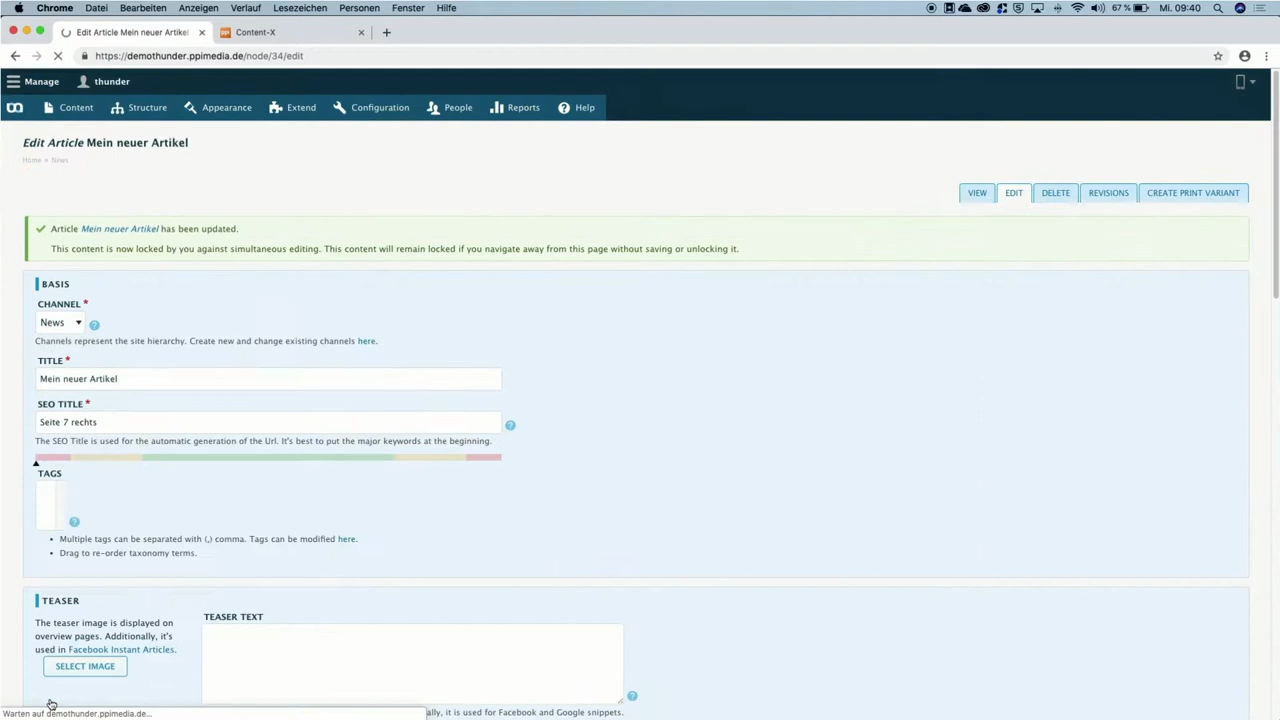 Chrome Datei Bearbeiten Anzeigen Verlauf Lesezeichen Personen Fenster Hilfe 67 % Mi. 09:40
Edit Article Mein neuer Artikel Content-X
https://demothunder.ppimedia.de/node/34/edit
Manage thunder
Content Structure Appearance Extend Configuration People Reports Help
Edit Article Mein neuer Artikel
Home » News
VIEW EDIT DELETE REVISIONS CREATE PRINT VARIANT
Article Mein neuer Artikel has been updated.
This content is now locked by you against simultaneous editing. This content will remain locked if you navigate away from this page without saving or unlocking it.
BASIS
CHANNEL *
News
Channels represent the site hierarchy. Create new and change existing channels here.
TITLE *
Mein neuer Artikel
SEO TITLE *
Seite 7 rechts
The SEO Title is used for the automatic generation of the Url. It's best to put the major keywords at the beginning.
TAGS
Multiple tags can be separated with (,) comma. Tags can be modified here.
Drag to re-order taxonomy terms.
TEASER
The teaser image is displayed on
overview pages. Additionally, it's
used in Facebook Instant Articles.
SELECT IMAGE
TEASER TEXT
Warten auf demothunder.ppimedia.de...
ally, it is used for Facebook and Google snippets.